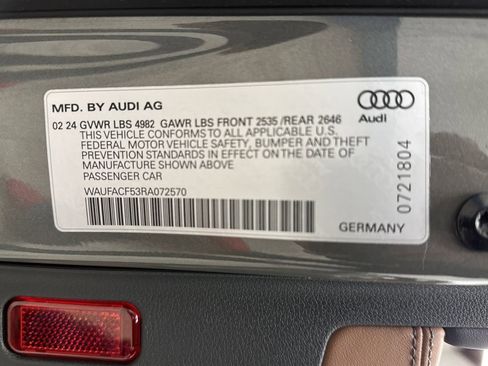 MFD. BY AUDI AG
02 24 GVWR LBS 4982 GAWR LBS FRONT 2535 /REAR 2646
THIS VEHICLE CONFORMS TO ALL APPLICABLE U.S.
FEDERAL MOTOR VEHICLE SAFETY, BUMPER AND THEFT
PREVENTION STANDARDS IN EFFECT ON THE DATE OF
MANUFACTURE SHOWN ABOVE
PASSENGER CAR
WAUFACF53RA072570
Audi
0721804
GERMANY